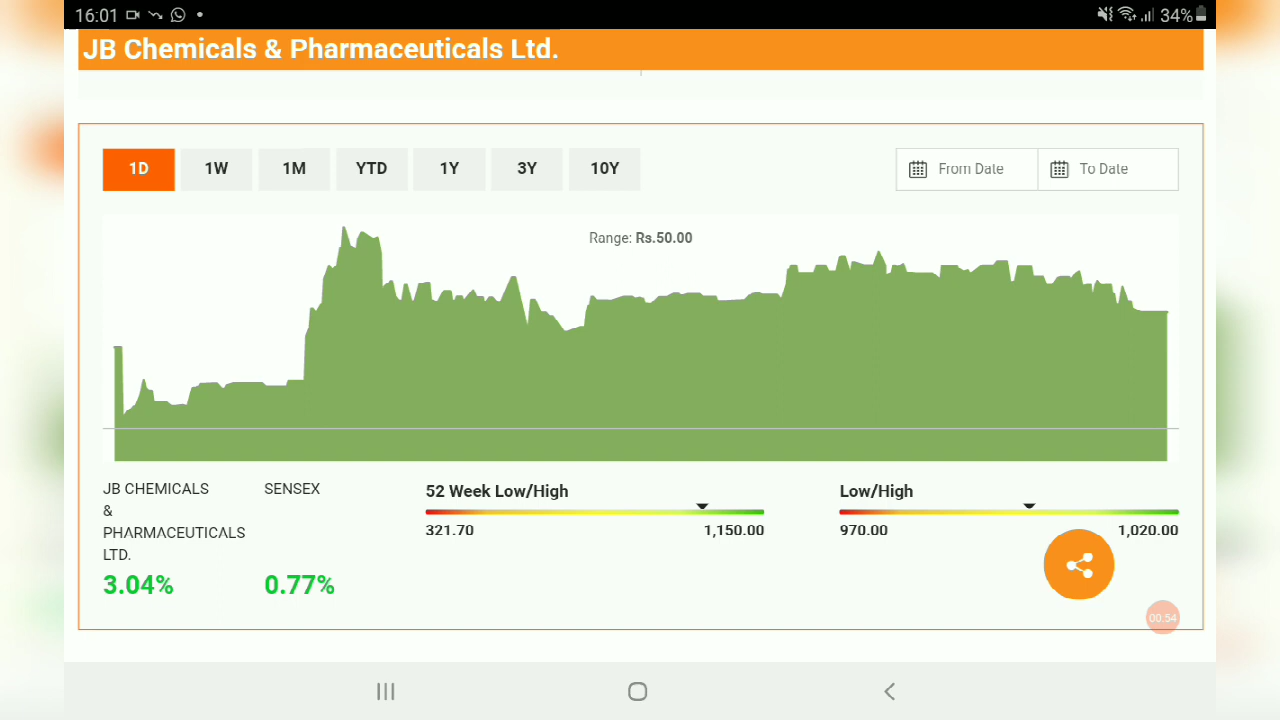 16:01
34%
JB Chemicals & Pharmaceuticals Ltd.
1D 1W 1M YTD 1Y 3Y 10Y From Date To Date
Range: Rs.50.00
JB CHEMICALS
&
PHARMACEUTICALS
LTD.
3.04%
SENSEX
0.77%
52 Week Low/High
321.70 1,150.00
Low/High
970.00 1,020.00
00:54